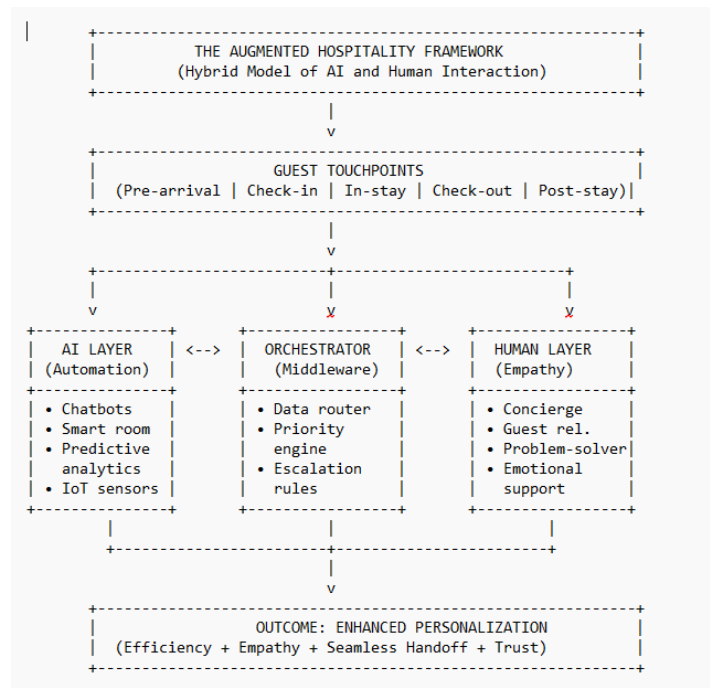 THE AUGMENTED HOSPITALITY FRAMEWORK
(Hybrid Model of AI and Human Interaction)
v
GUEST TOUCHPOINTS
(Pre-arrival | Check-in | In-stay | Check-out | Post-stay)
v
v v v
AI LAYER <--> ORCHESTRATOR <--> HUMAN LAYER
(Automation) (Middleware) (Empathy)
• Chatbots • Data router • Concierge
• Smart room • Priority • Guest rel.
• Predictive engine • Problem-solver
analytics • Escalation • Emotional
• IoT sensors rules support
v
OUTCOME: ENHANCED PERSONALIZATION
(Efficiency + Empathy + Seamless Handoff + Trust)